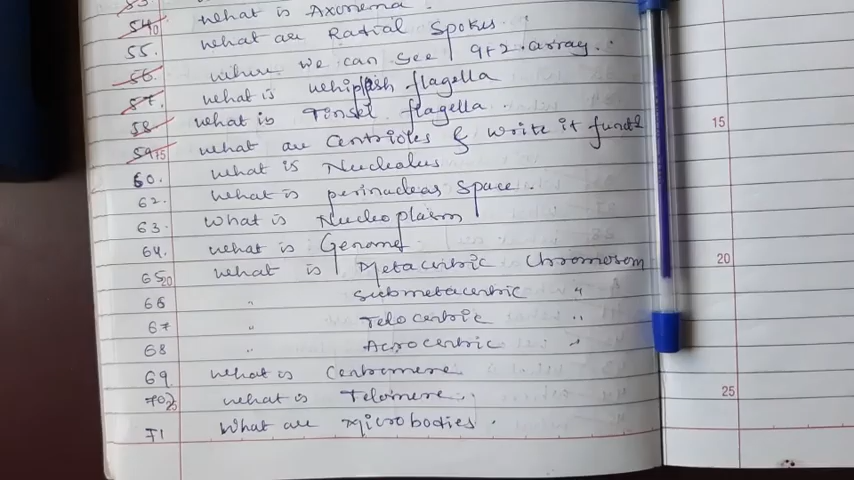 54. what is Axonema.
55. what are Radial Spokes.
56. where we can See 9+2 array.
57. what is whiplash flagella
58 what is Tinsel flagella
59 what are Centrioles & write it funct
60. what is Nucleolus
62. what is perinuclear Space
63. what is Nucleoplasm
64. what is Genome
65 what is Metacentric Chromosom
66 " Submetacentric "
67 " Telocentric "
68 " Acrocentric "
69 what is Centromere
70 what is Telomere.
71 What are microbodies.
15
20
25